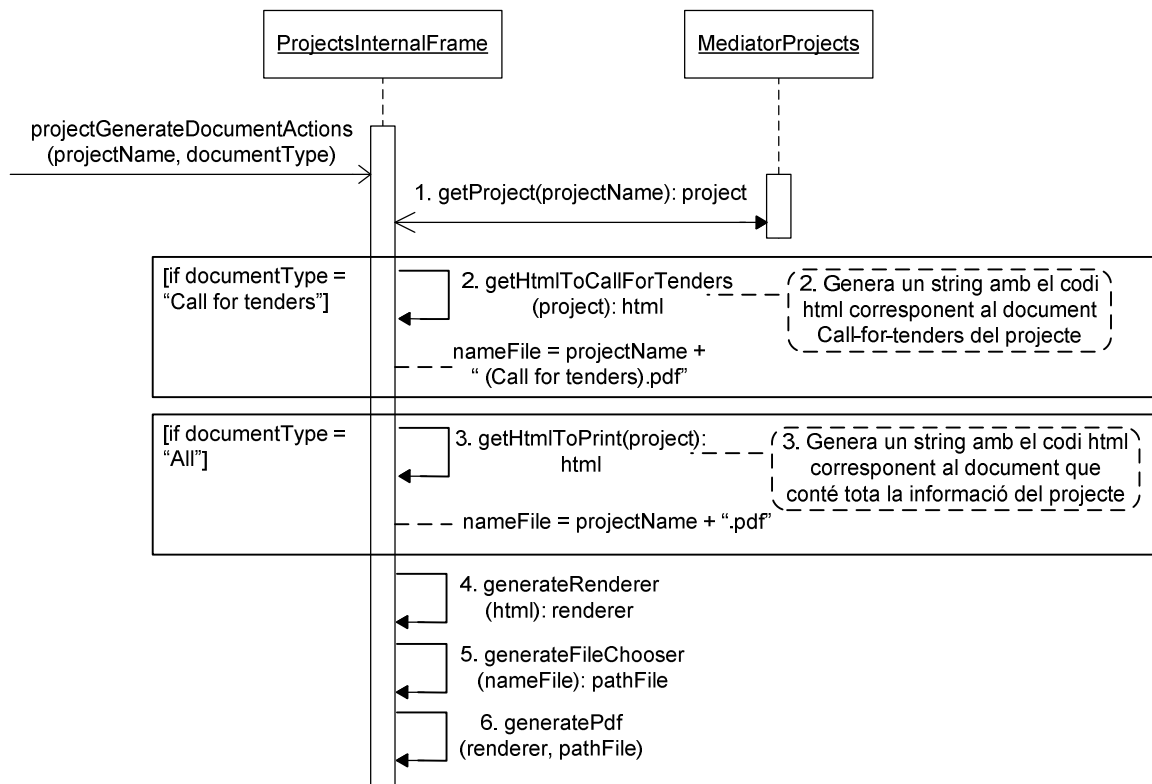 ProjectsInternalFrame
MediatorProjects
projectGenerateDocumentActions
(projectName, documentType)
1. getProject(projectName): project
[if documentType =
“Call for tenders”]
2. getHtmlToCallForTenders
(project): html
2. Genera un string amb el codi
html corresponent al document
Call-for-tenders del projecte
nameFile = projectName +
“ (Call for tenders).pdf”
[if documentType =
“All”]
3. getHtmlToPrint(project):
html
3. Genera un string amb el codi html
corresponent al document que
conté tota la informació del projecte
nameFile = projectName + “.pdf”
4. generateRenderer
(html): renderer
5. generateFileChooser
(nameFile): pathFile
6. generatePdf
(renderer, pathFile)